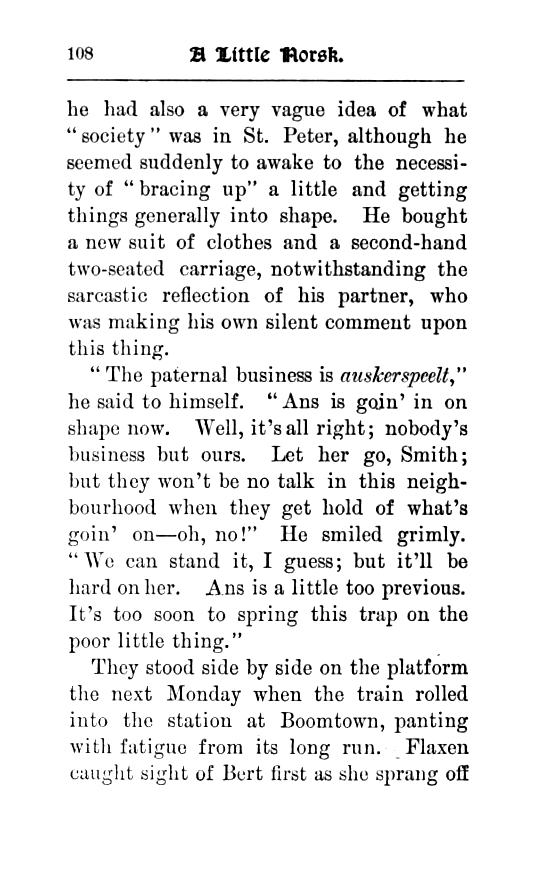 108 A Little Norsk.
he had also a very vague idea of what
“society” was in St. Peter, although he
seemed suddenly to awake to the necessi-
ty of “bracing up” a little and getting
things generally into shape. He bought
a new suit of clothes and a second-hand
two-seated carriage, notwithstanding the
sarcastic reflection of his partner, who
was making his own silent comment upon
this thing.
“The paternal business is auskerspeelt,”
he said to himself. “Ans is goin’ in on
shape now. Well, it’s all right; nobody’s
business but ours. Let her go, Smith;
but they won’t be no talk in this neigh-
bourhood when they get hold of what’s
goin’ on—oh, no!” He smiled grimly.
“We can stand it, I guess; but it’ll be
hard on her. Ans is a little too previous.
It’s too soon to spring this trap on the
poor little thing.”
They stood side by side on the platform
the next Monday when the train rolled
into the station at Boomtown, panting
with fatigue from its long run. Flaxen
caught sight of Bert first as she sprang off